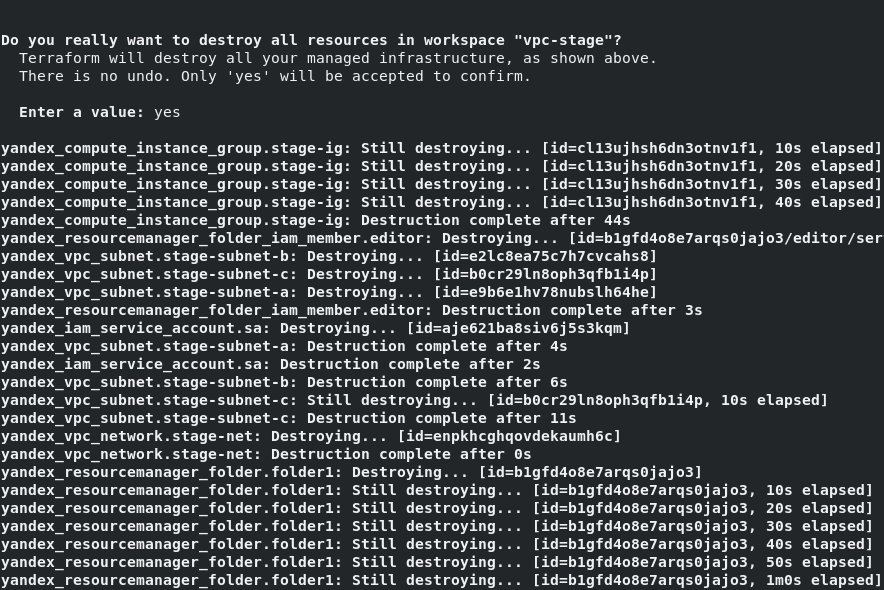 Do you really want to destroy all resources in workspace "vpc-stage"?
Terraform will destroy all your managed infrastructure, as shown above.
There is no undo. Only 'yes' will be accepted to confirm.
Enter a value: yes
yandex_compute_instance_group.stage-ig: Still destroying... [id=cl13ujhsh6dn3otnv1f1, 10s elapsed]
yandex_compute_instance_group.stage-ig: Still destroying... [id=cl13ujhsh6dn3otnv1f1, 20s elapsed]
yandex_compute_instance_group.stage-ig: Still destroying... [id=cl13ujhsh6dn3otnv1f1, 30s elapsed]
yandex_compute_instance_group.stage-ig: Still destroying... [id=cl13ujhsh6dn3otnv1f1, 40s elapsed]
yandex_compute_instance_group.stage-ig: Destruction complete after 44s
yandex_resourcemanager_folder_iam_member.editor: Destroying... [id=b1gfd4o8e7arqs0jajo3/editor/ser
yandex_vpc_subnet.stage-subnet-b: Destroying... [id=e2lc8ea75c7h7cvcahs8]
yandex_vpc_subnet.stage-subnet-c: Destroying... [id=b0cr29ln8oph3qfb1i4p]
yandex_vpc_subnet.stage-subnet-a: Destroying... [id=e9b6e1hv78nubslh64he]
yandex_resourcemanager_folder_iam_member.editor: Destruction complete after 3s
yandex_iam_service_account.sa: Destroying... [id=aje621ba8siv6j5s3kqm]
yandex_vpc_subnet.stage-subnet-a: Destruction complete after 4s
yandex_iam_service_account.sa: Destruction complete after 2s
yandex_vpc_subnet.stage-subnet-b: Destruction complete after 6s
yandex_vpc_subnet.stage-subnet-c: Still destroying... [id=b0cr29ln8oph3qfb1i4p, 10s elapsed]
yandex_vpc_subnet.stage-subnet-c: Destruction complete after 11s
yandex_vpc_network.stage-net: Destroying... [id=enpkhcghqovdekaumh6c]
yandex_vpc_network.stage-net: Destruction complete after 0s
yandex_resourcemanager_folder.folder1: Destroying... [id=b1gfd4o8e7arqs0jajo3]
yandex_resourcemanager_folder.folder1: Still destroying... [id=b1gfd4o8e7arqs0jajo3, 10s elapsed]
yandex_resourcemanager_folder.folder1: Still destroying... [id=b1gfd4o8e7arqs0jajo3, 20s elapsed]
yandex_resourcemanager_folder.folder1: Still destroying... [id=b1gfd4o8e7arqs0jajo3, 30s elapsed]
yandex_resourcemanager_folder.folder1: Still destroying... [id=b1gfd4o8e7arqs0jajo3, 40s elapsed]
yandex_resourcemanager_folder.folder1: Still destroying... [id=b1gfd4o8e7arqs0jajo3, 50s elapsed]
yandex_resourcemanager_folder.folder1: Still destroying... [id=b1gfd4o8e7arqs0jajo3, 1m0s elapsed]